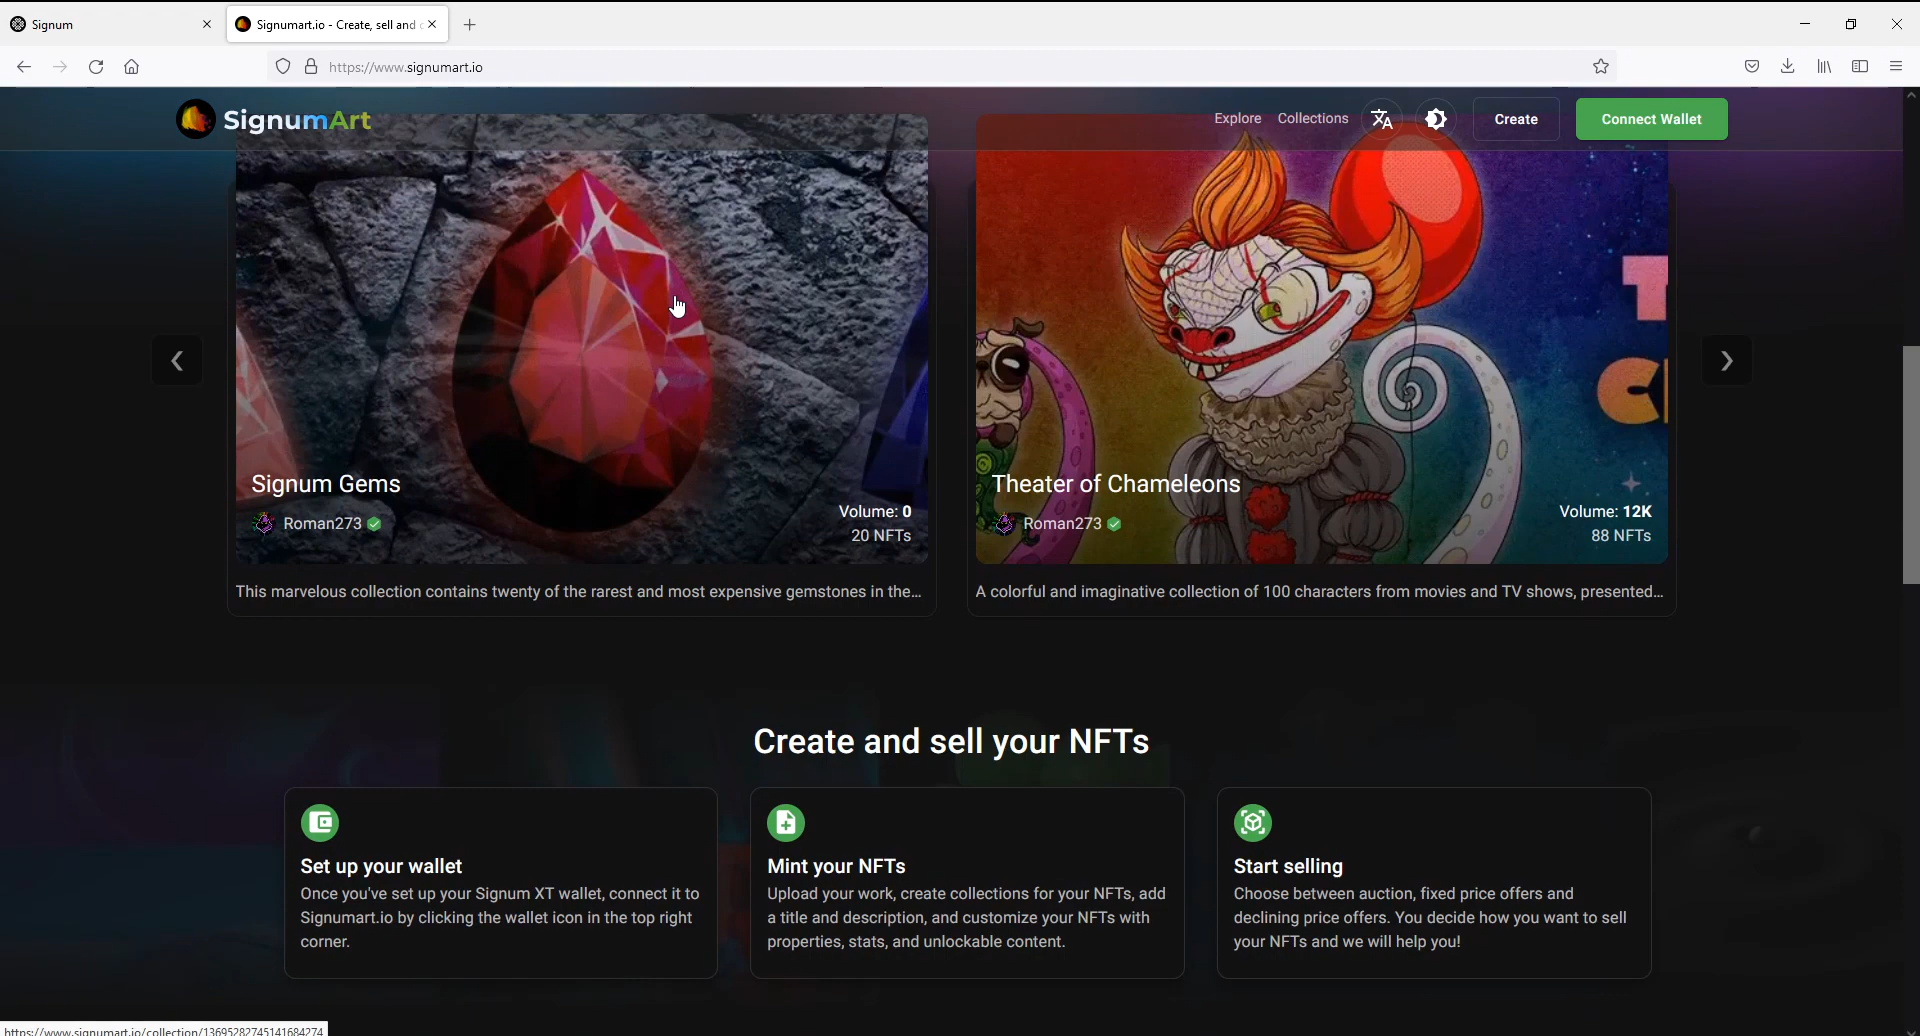 Signum
Signumart.io - Create, sell and
https://www.signumart.io
SignumArt
Explore
Collections
Create
Connect Wallet
Signum Gems
Roman273
Volume: 0
20 NFTs
This marvelous collection contains twenty of the rarest and most expensive gemstones in the...
Theater of Chameleons
Roman273
Volume: 12K
88 NFTs
A colorful and imaginative collection of 100 characters from movies and TV shows, presented...
Create and sell your NFTs
Set up your wallet
Once you've set up your Signum XT wallet, connect it to
Signumart.io by clicking the wallet icon in the top right
corner.
Mint your NFTs
Upload your work, create collections for your NFTs, add
a title and description, and customize your NFTs with
properties, stats, and unlockable content.
Start selling
Choose between auction, fixed price offers and
declining price offers. You decide how you want to sell
your NFTs and we will help you!
https://www.signumart.io/collection/13695282745141684274